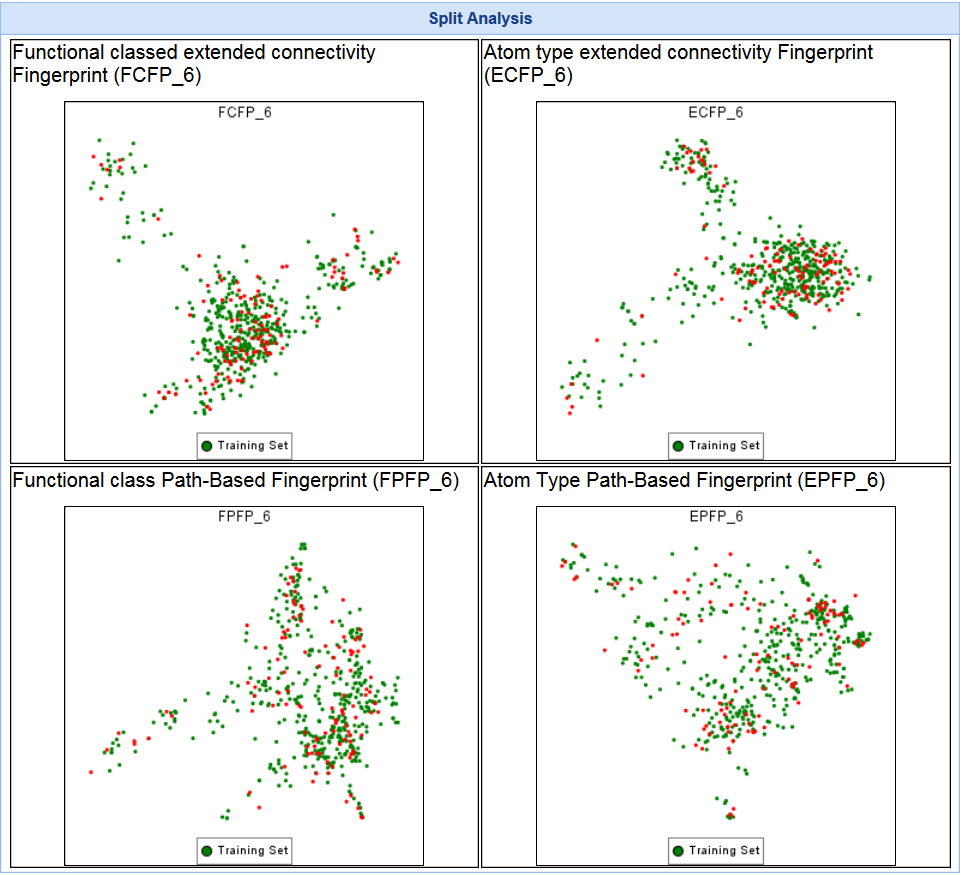 Split Analysis
Functional classed extended connectivity
Fingerprint (FCFP_6)
FCFP_6
Training Set
Atom type extended connectivity Fingerprint
(ECFP_6)
ECFP_6
Training Set
Functional class Path-Based Fingerprint (FPFP_6)
FPFP_6
Training Set
Atom Type Path-Based Fingerprint (EPFP_6)
EPFP_6
Training Set